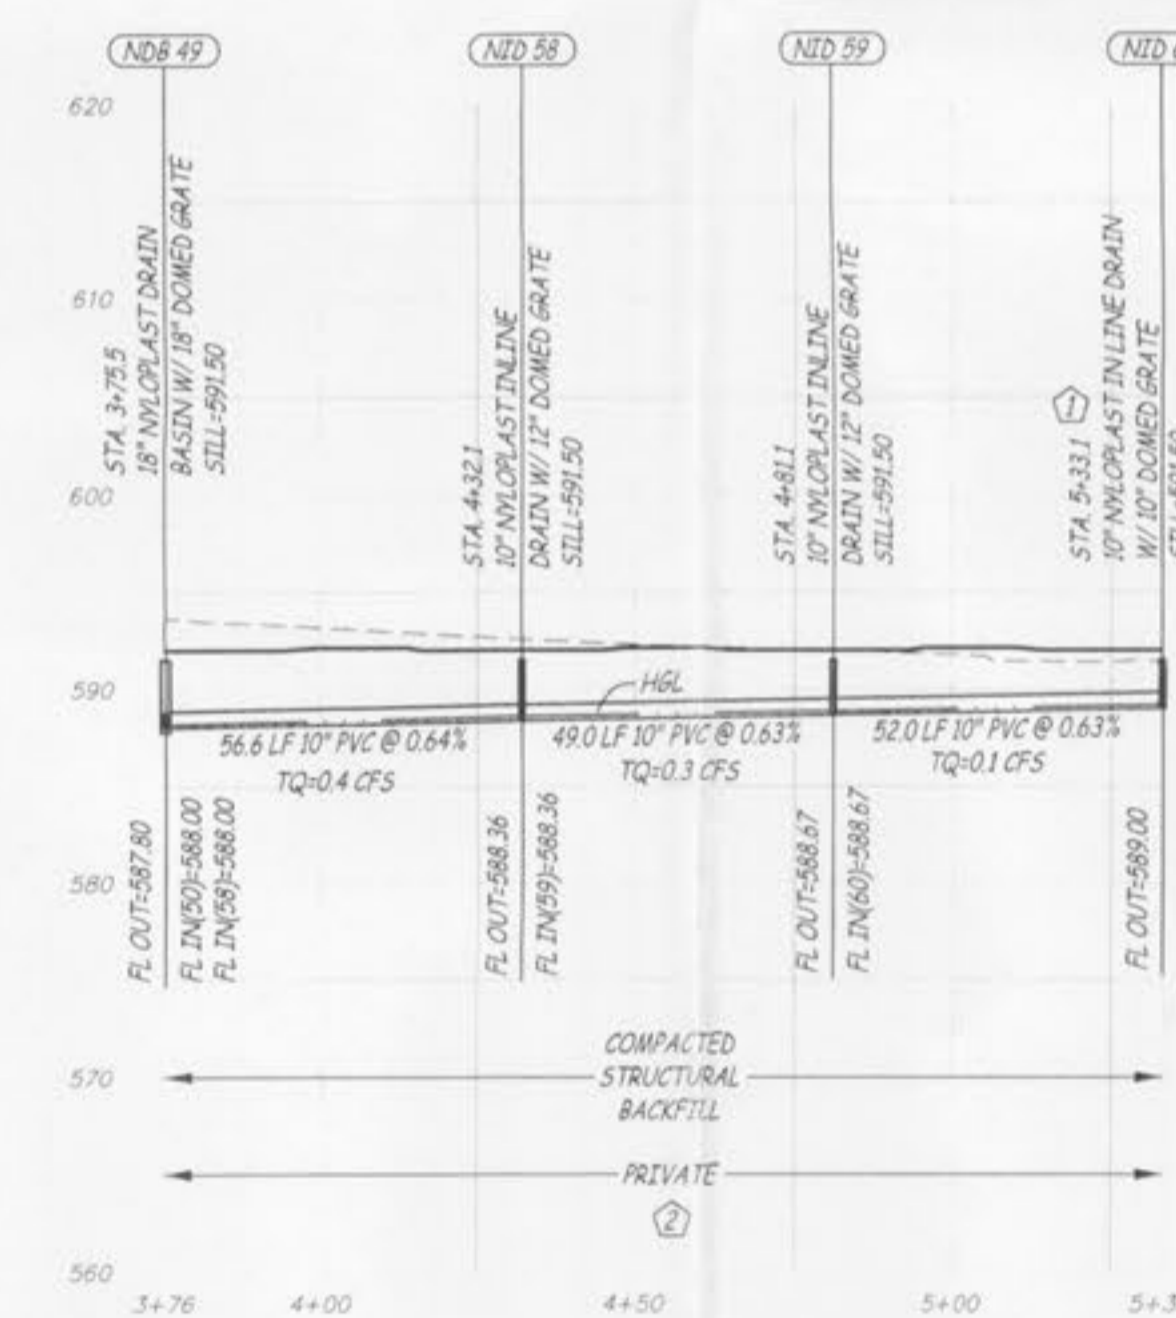 NDB 49
NID 58
NID 59
NID
620
610
600
590
580
570
560
STA. 3+75.5
18" NYLOPLAST DRAIN
BASIN W/ 18" DOMED GRATE
SILL=591.50
STA. 4+32.1
10" NYLOPLAST INLINE
DRAIN W/ 12" DOMED GRATE
SILL=591.50
STA. 4+81.1
10" NYLOPLAST INLINE
DRAIN W/ 12" DOMED GRATE
SILL=591.50
1
STA. 5+33.1
10" NYLOPLAST IN LINE DRAIN
W/ 10" DOMED GRATE
HGL
56.6 LF 10" PVC @ 0.64%
TQ=0.4 CFS
49.0 LF 10" PVC @ 0.63%
TQ=0.3 CFS
52.0 LF 10" PVC @ 0.63%
TQ=0.1 CFS
FL OUT=587.80
FL IN(50)=588.00
FL IN(58)=588.00
FL OUT=588.36
FL IN(59)=588.36
FL OUT=588.67
FL IN(60)=588.67
FL OUT=589.00
COMPACTED
STRUCTURAL
BACKFILL
PRIVATE
2
3+76
4+00
4+50
5+00
5+3